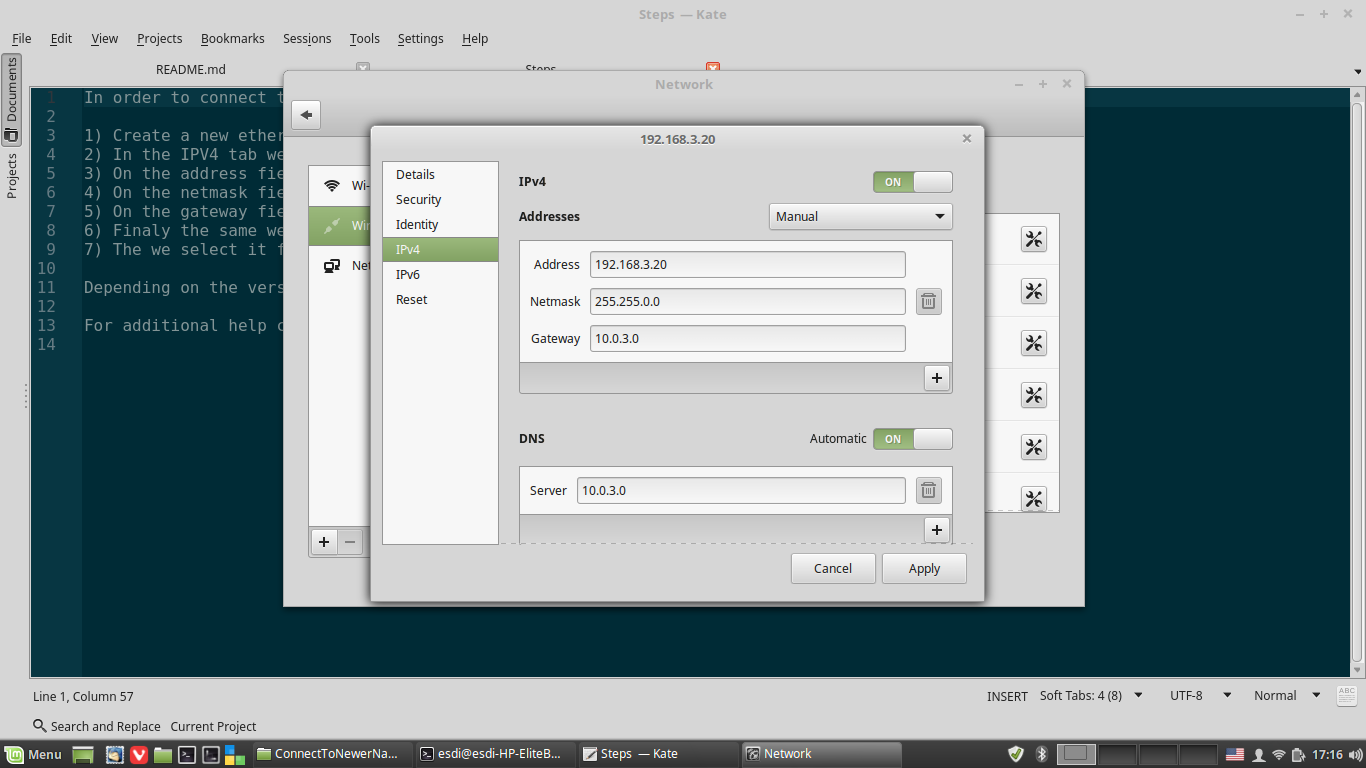 Steps — Kate
File Edit View Projects Bookmarks Sessions Tools Settings Help
README.md
Steps
Documents
Projects
1 In order to connect t
2
3 1) Create a new ether
4 2) In the IPV4 tab we
5 3) On the address fie
6 4) On the netmask fie
7 5) On the gateway fie
8 6) Finaly the same we
9 7) The we select it f
10
11 Depending on the vers
12
13 For additional help c
14
Network
Wi-
Wir
Net
192.168.3.20
Details
Security
Identity
IPv4
IPv6
Reset
IPv4 ON
Addresses Manual
Address 192.168.3.20
Netmask 255.255.0.0
Gateway 10.0.3.0
DNS Automatic ON
Server 10.0.3.0
Cancel Apply
Line 1, Column 57 INSERT Soft Tabs: 4 (8) UTF-8 Normal ABC
Search and Replace Current Project
Menu ConnectToNewerNa... esdi@esdi-HP-EliteB... Steps — Kate Network 17:16